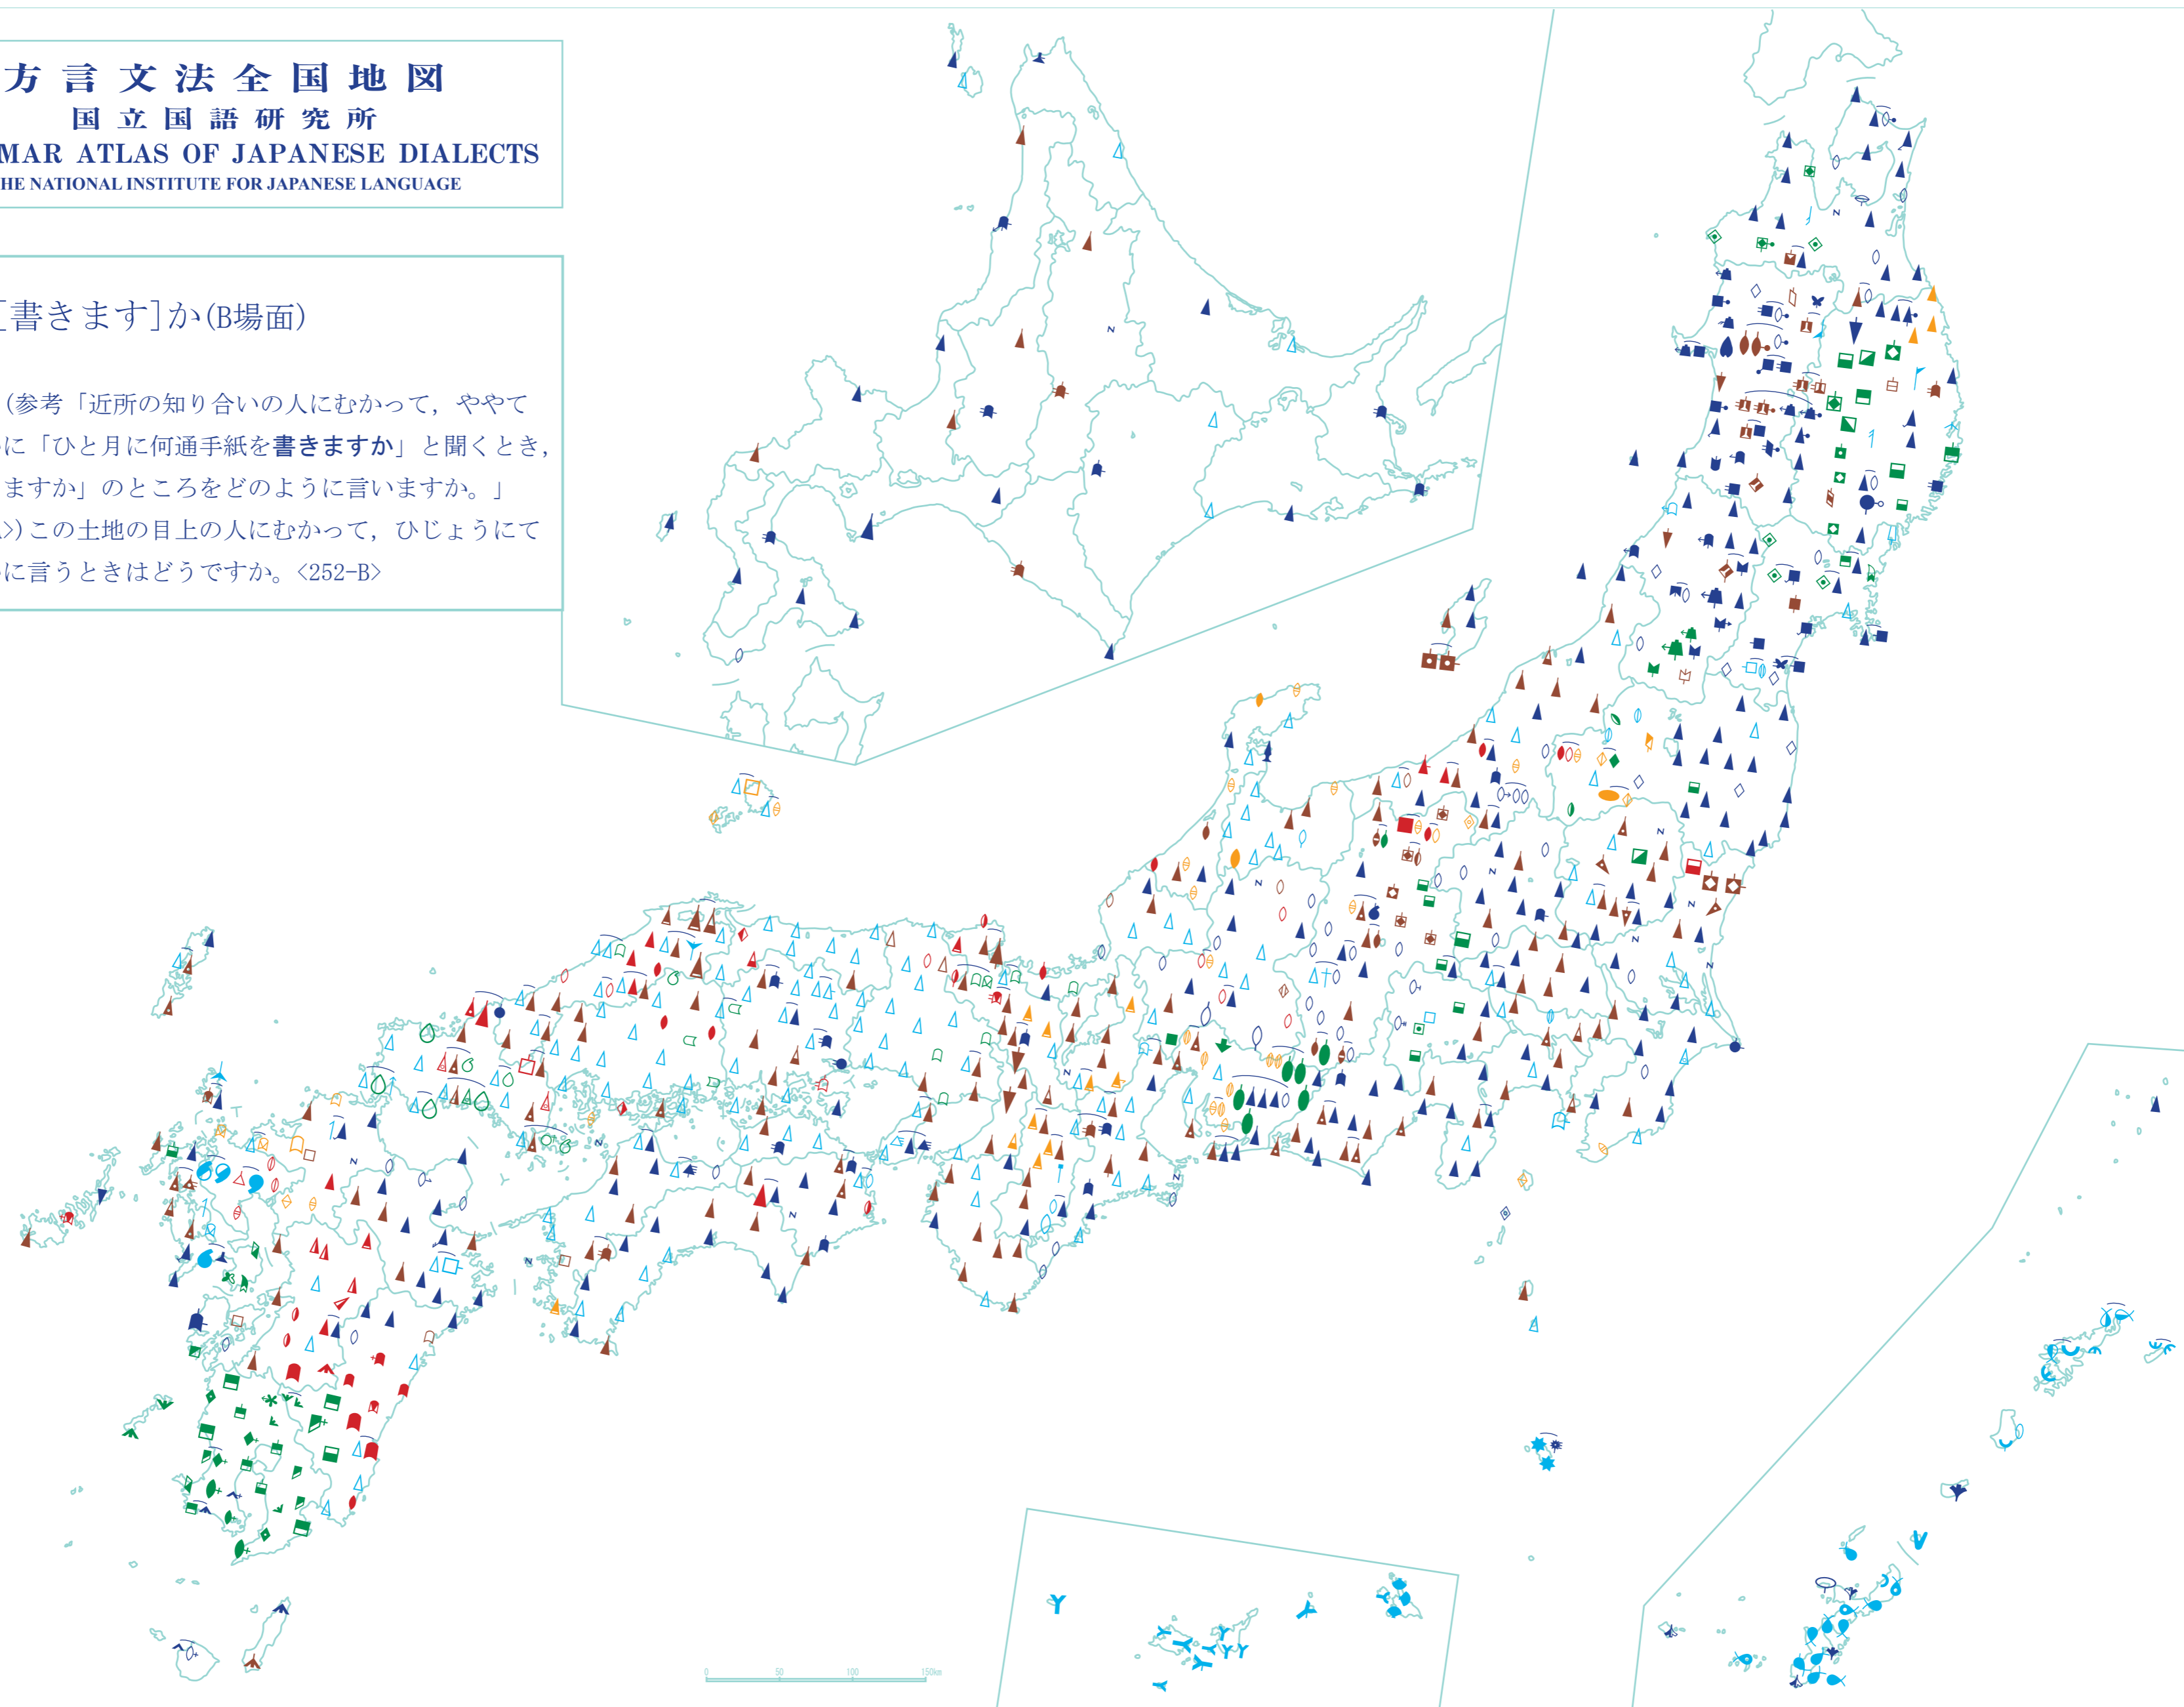 方言文法全国地図
国立国語研究所
MAR ATLAS OF JAPANESE DIALECTS
HE NATIONAL INSTITUTE FOR JAPANESE LANGUAGE
[書きます]か(B場面)
(参考「近所の知り合いの人にむかって，ややて
に「ひと月に何通手紙を書きますか」と聞くとき，
ますか」のところをどのように言いますか。」
>)この土地の目上の人にむかって，ひじょうにて
に言うときはどうですか。<252-B>
0 50 100 150km